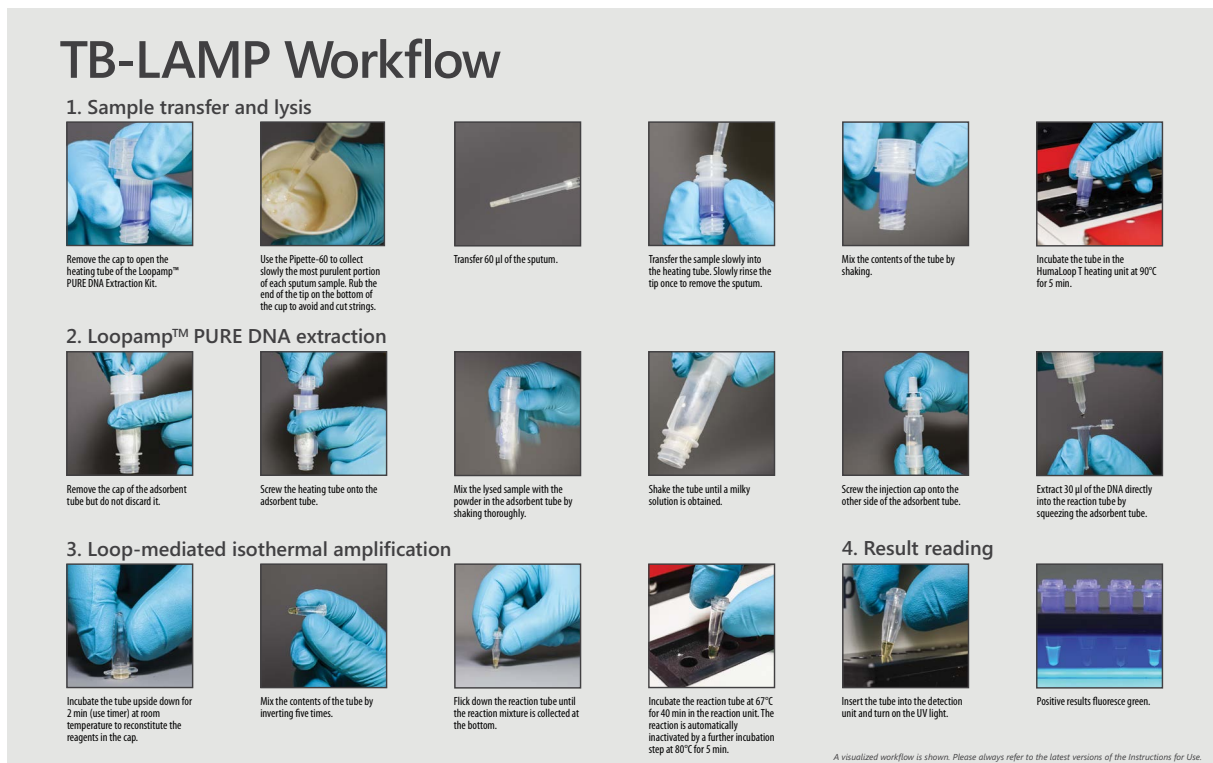 TB-LAMP Workflow
1. Sample transfer and lysis
Remove the cap to open the
heating tube of the Loopamp™
PURE DNA Extraction Kit.
Use the Pipette-60 to collect
slowly the most purulent portion
of each sputum sample. Rub the
end of the tip on the bottom of
the cup to avoid and cut strings.
Transfer 60 µl of the sputum.
Transfer the sample slowly into
the heating tube. Slowly rinse the
tip once to remove the sputum.
Mix the contents of the tube by
shaking.
Incubate the tube in the
HumaLoop T heating unit at 90°C
for 5 min.
2. Loopamp™ PURE DNA extraction
Remove the cap of the adsorbent
tube but do not discard it.
Screw the heating tube onto the
adsorbent tube.
Mix the lysed sample with the
powder in the adsorbent tube by
shaking thoroughly.
Shake the tube until a milky
solution is obtained.
Screw the injection cap onto the
other side of the adsorbent tube.
Extract 30 µl of the DNA directly
into the reaction tube by
squeezing the adsorbent tube.
3. Loop-mediated isothermal amplification
Incubate the tube upside down for
2 min (use timer) at room
temperature to reconstitute the
reagents in the cap.
Mix the contents of the tube by
inverting five times.
Flick down the reaction tube until
the reaction mixture is collected at
the bottom.
Incubate the reaction tube at 67°C
for 40 min in the reaction unit. The
reaction is automatically
inactivated by a further incubation
step at 80°C for 5 min.
4. Result reading
Insert the tube into the detection
unit and turn on the UV light.
Positive results fluoresce green.
A visualized workflow is shown. Please always refer to the latest versions of the Instructions for Use.